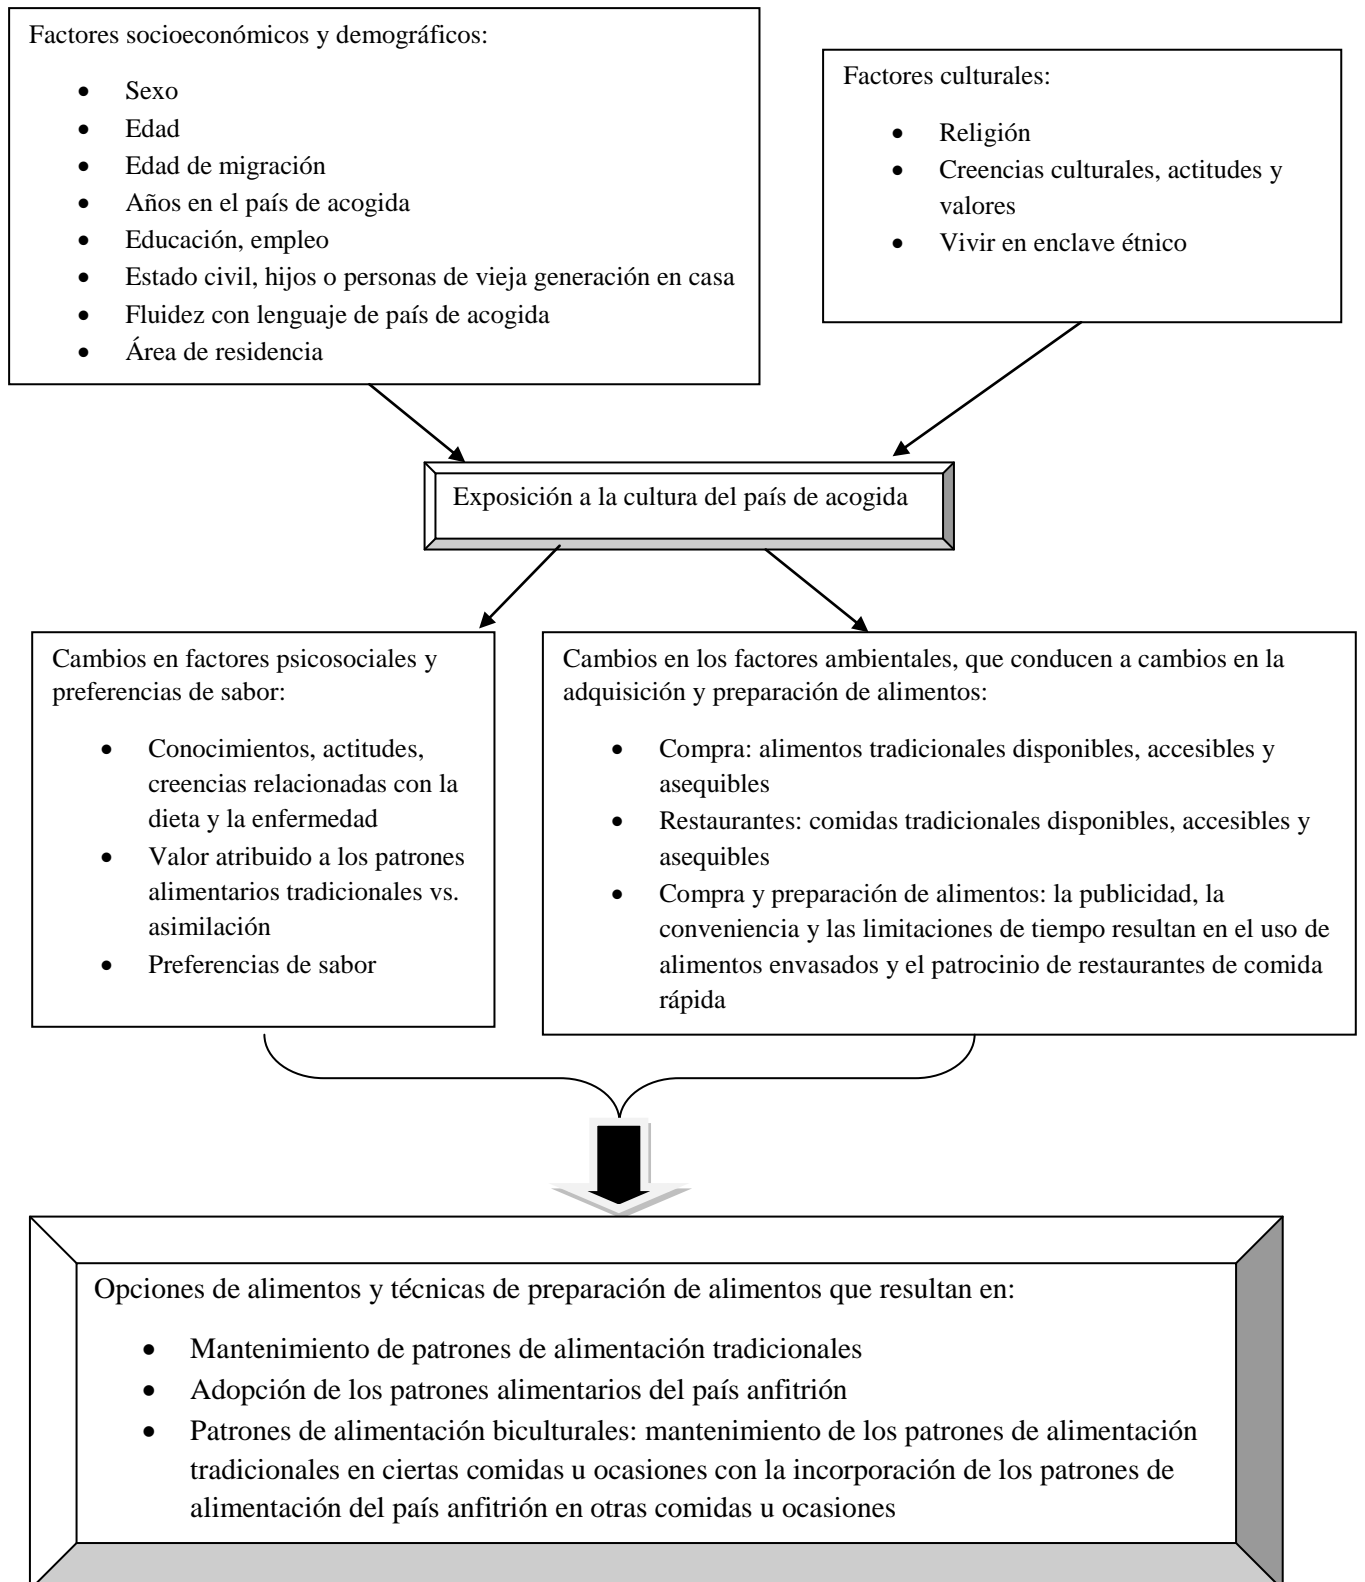 Factores socioeconómicos y demográficos:
• Sexo
• Edad
• Edad de migración
• Años en el país de acogida
• Educación, empleo
• Estado civil, hijos o personas de vieja generación en casa
• Fluidez con lenguaje de país de acogida
• Área de residencia
Factores culturales:
• Religión
• Creencias culturales, actitudes y
valores
• Vivir en enclave étnico
Exposición a la cultura del país de acogida
Cambios en factores psicosociales y
preferencias de sabor:
• Conocimientos, actitudes,
creencias relacionadas con la
dieta y la enfermedad
• Valor atribuido a los patrones
alimentarios tradicionales vs.
asimilación
• Preferencias de sabor
Cambios en los factores ambientales, que conducen a cambios en la
adquisición y preparación de alimentos:
• Compra: alimentos tradicionales disponibles, accesibles y
asequibles
• Restaurantes: comidas tradicionales disponibles, accesibles y
asequibles
• Compra y preparación de alimentos: la publicidad, la
conveniencia y las limitaciones de tiempo resultan en el uso de
alimentos envasados y el patrocinio de restaurantes de comida
rápida
Opciones de alimentos y técnicas de preparación de alimentos que resultan en:
• Mantenimiento de patrones de alimentación tradicionales
• Adopción de los patrones alimentarios del país anfitrión
• Patrones de alimentación biculturales: mantenimiento de los patrones de alimentación
tradicionales en ciertas comidas u ocasiones con la incorporación de los patrones de
alimentación del país anfitrión en otras comidas u ocasiones